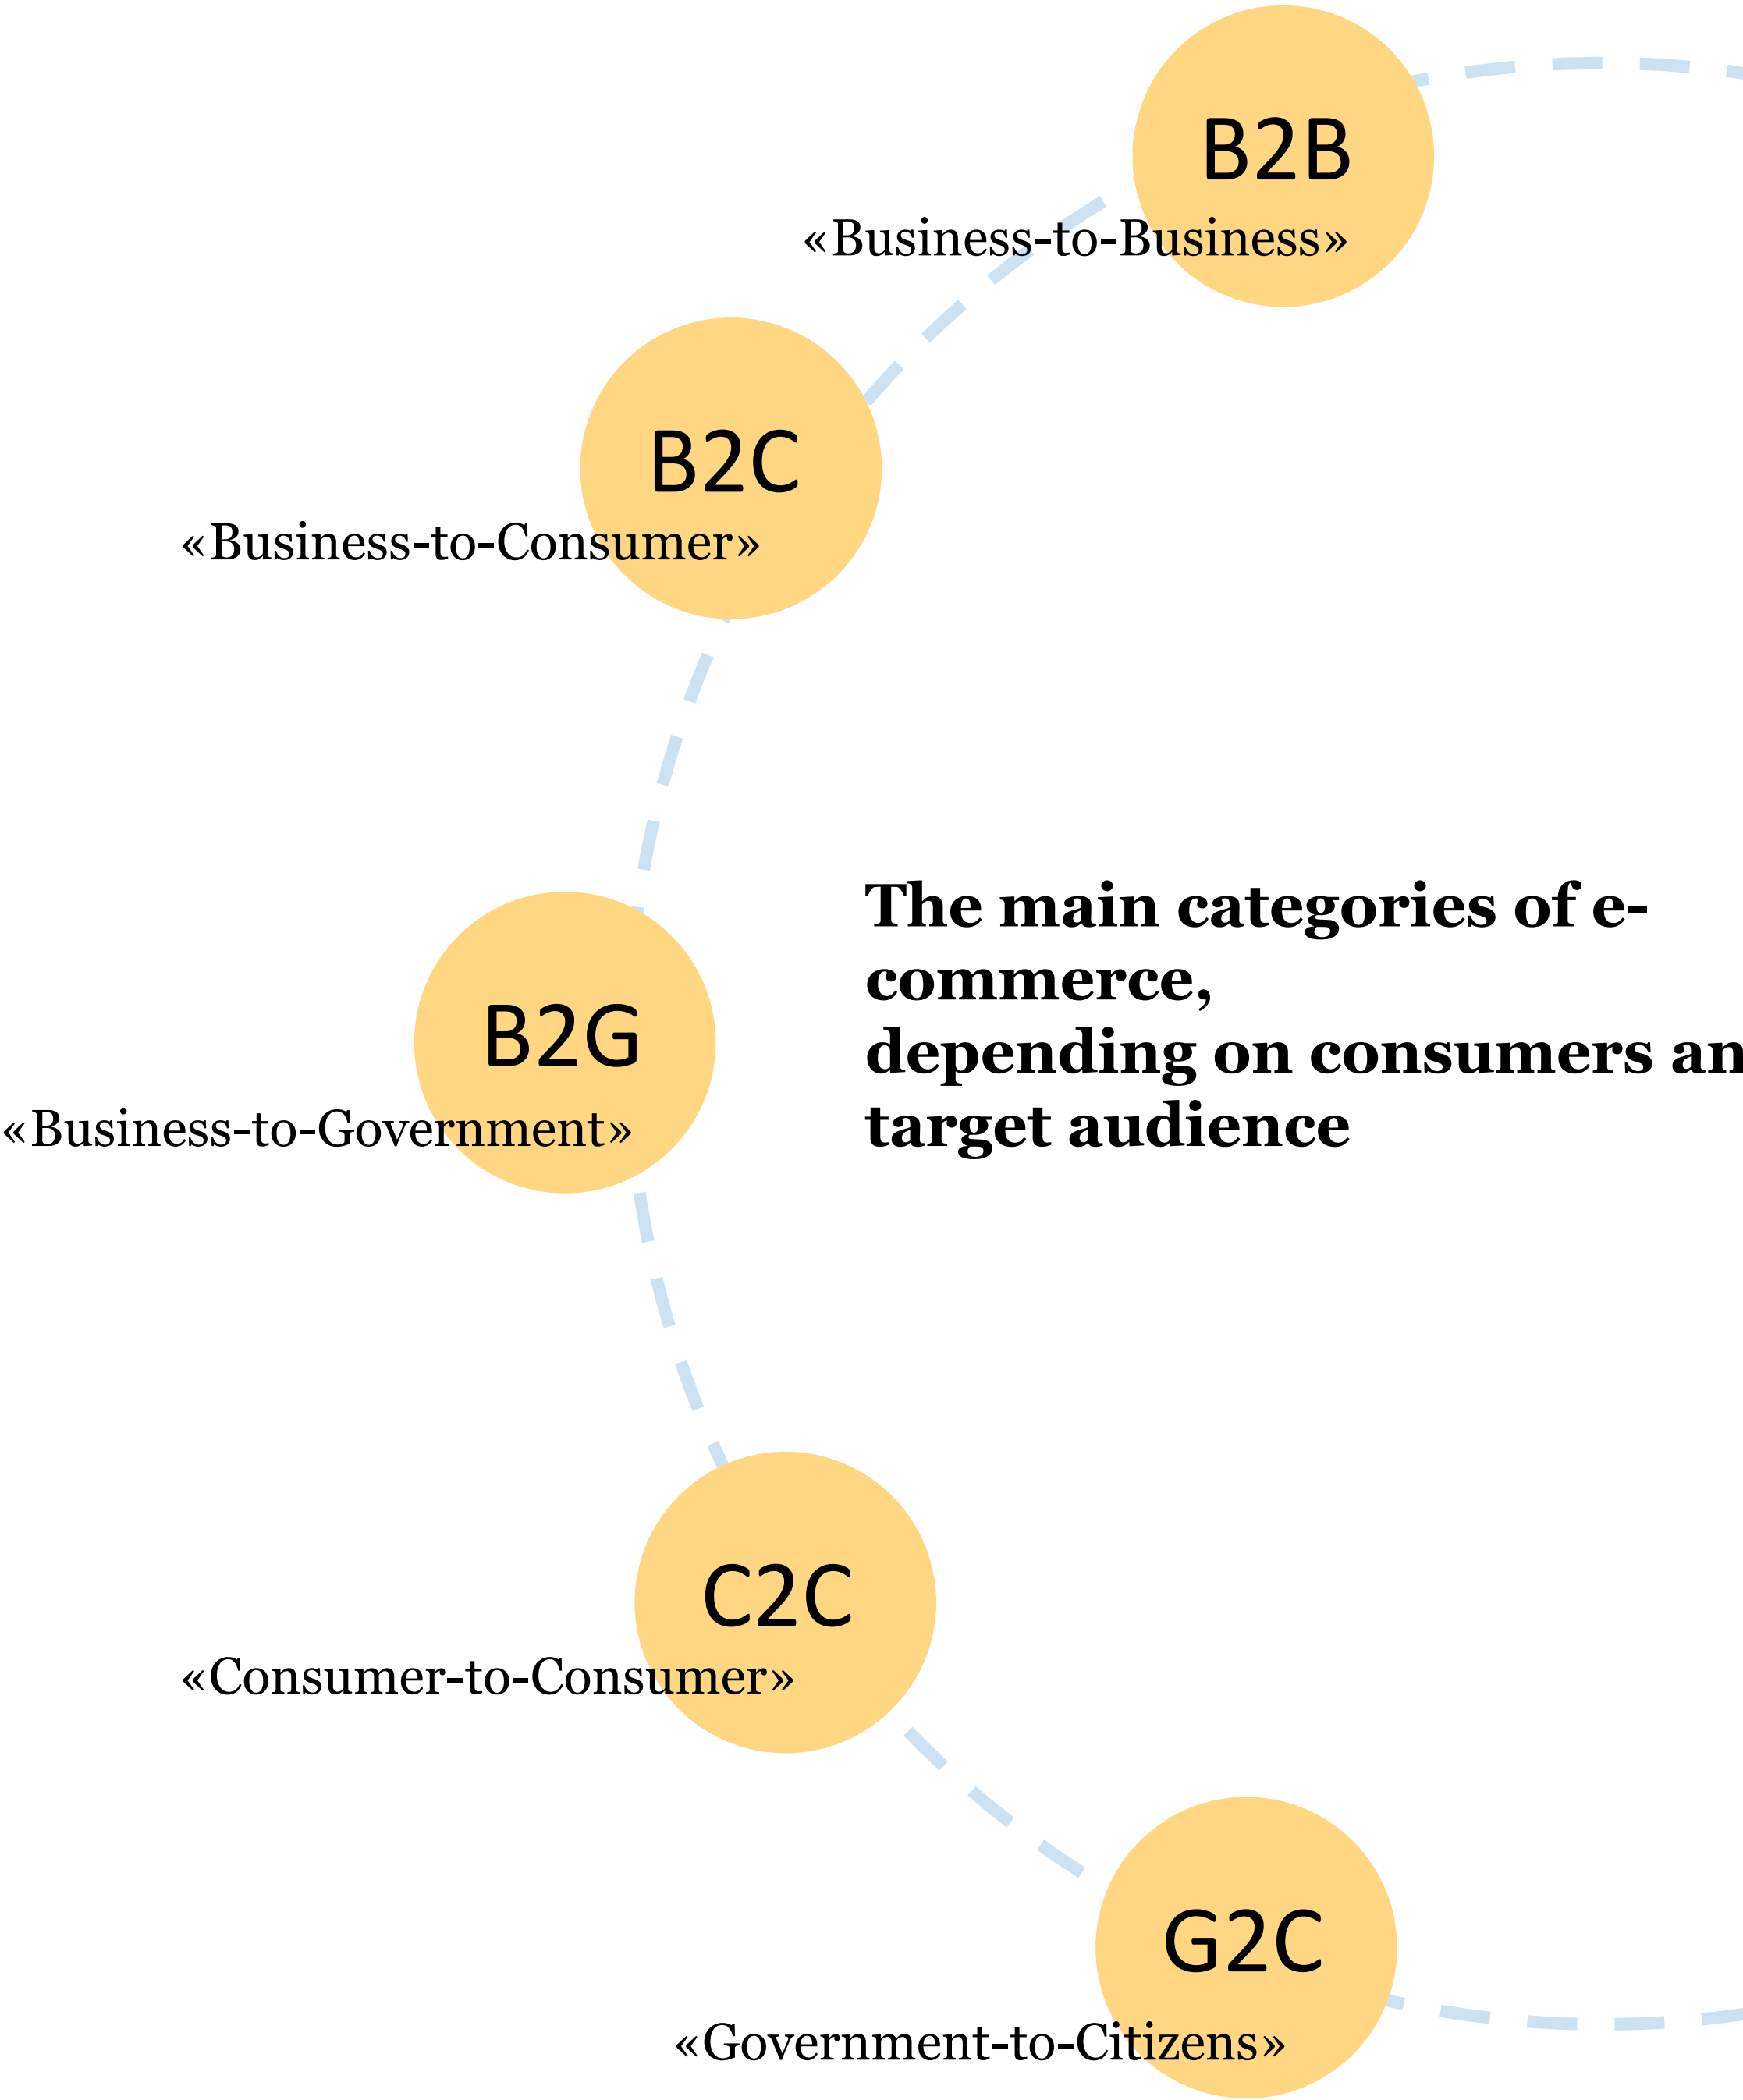 B2B
«Business-to-Business»
B2C
«Business-to-Consumer»
The main categories of e-
commerce,
depending on consumers an
target audience
B2G
«Business-to-Government»
C2C
«Consumer-to-Consumer»
G2C
«Government-to-Citizens»